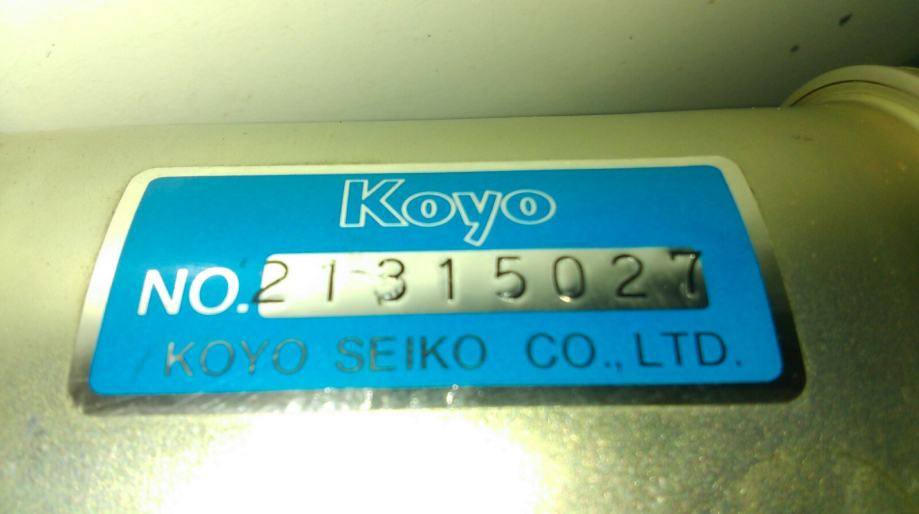 Koyo
NO. 21315027
KOYO SEIKO CO., LTD.